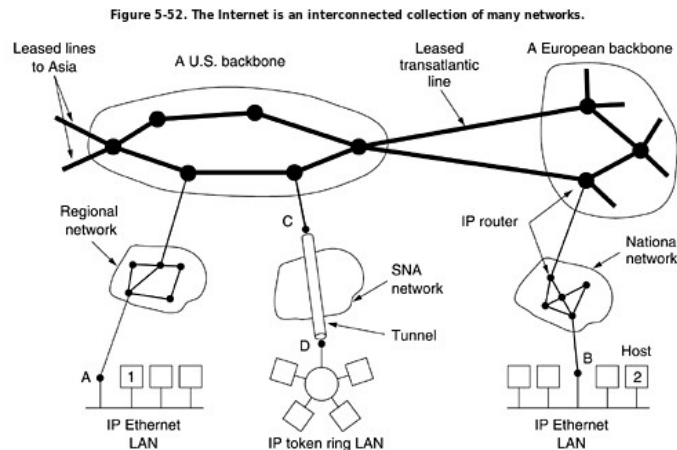 Figure 5-52. The Internet is an interconnected collection of many networks.
Leased lines
to Asia
A U.S. backbone
Leased
transatlantic
line
A European backbone
Regional
network
C
SNA
network
IP router
National
network
Tunnel
A
1
D
B
Host
2
IP Ethernet
LAN
IP token ring LAN
IP Ethernet
LAN